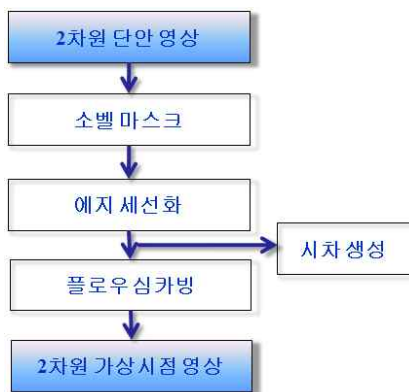 2차원 단안 영상
소벨 마스크
에지 세선화
시차 생성
플로우 심카빙
2차원 가상시점 영상